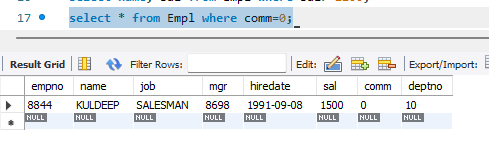 17 select * from Empl where comm=0;
Result Grid Filter Rows: Edit: Export/Import:
empno name job mgr hiredate sal comm deptno
8844 KULDEEP SALESMAN 8698 1991-09-08 1500 0 10
NULL NULL NULL NULL NULL NULL NULL NULL